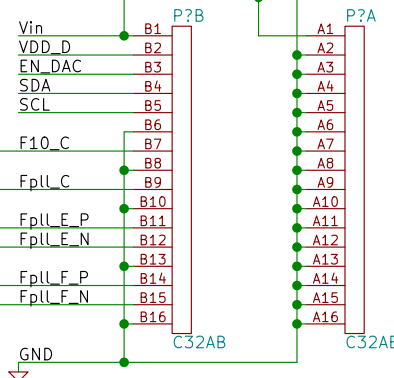 P?B P?A
Vin B1 A1
VDD_D B2 A2
EN_DAC B3 A3
SDA B4 A4
SCL B5 A5
B6 A6
F10_C B7 A7
B8 A8
Fpll_C B9 A9
B10 A10
Fpll_E_P B11 A11
Fpll_E_N B12 A12
B13 A13
Fpll_F_P B14 A14
Fpll_F_N B15 A15
B16 A16
C32AB C32AB
GND